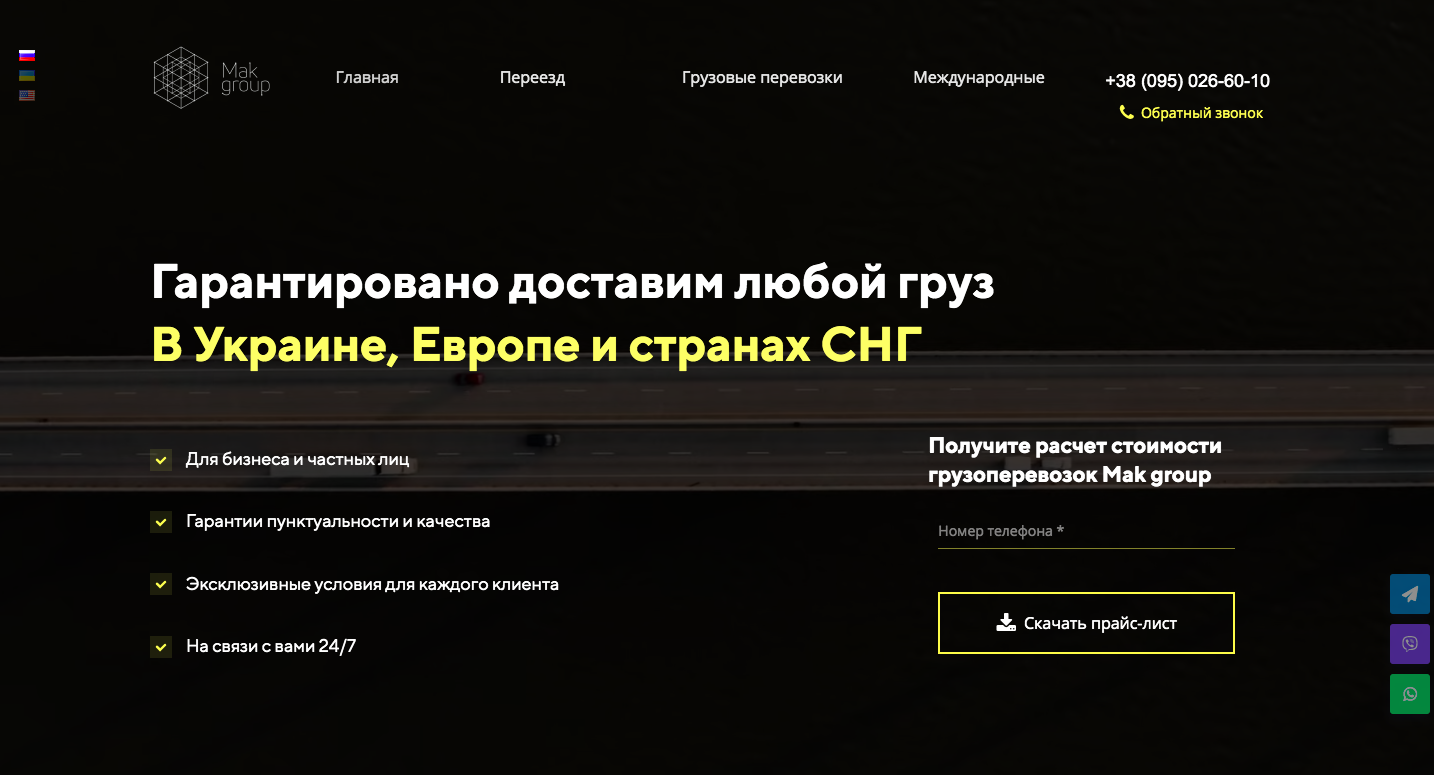 Mak
group
Главная
Переезд
Грузовые перевозки
Международные
+38 (095) 026-60-10
Обратный звонок
Гарантировано доставим любой груз
В Украине, Европе и странах СНГ
Для бизнеса и частных лиц
Гарантии пунктуальности и качества
Эксклюзивные условия для каждого клиента
На связи с вами 24/7
Получите расчет стоимости
грузоперевозок Mak group
Номер телефона *
Скачать прайс-лист